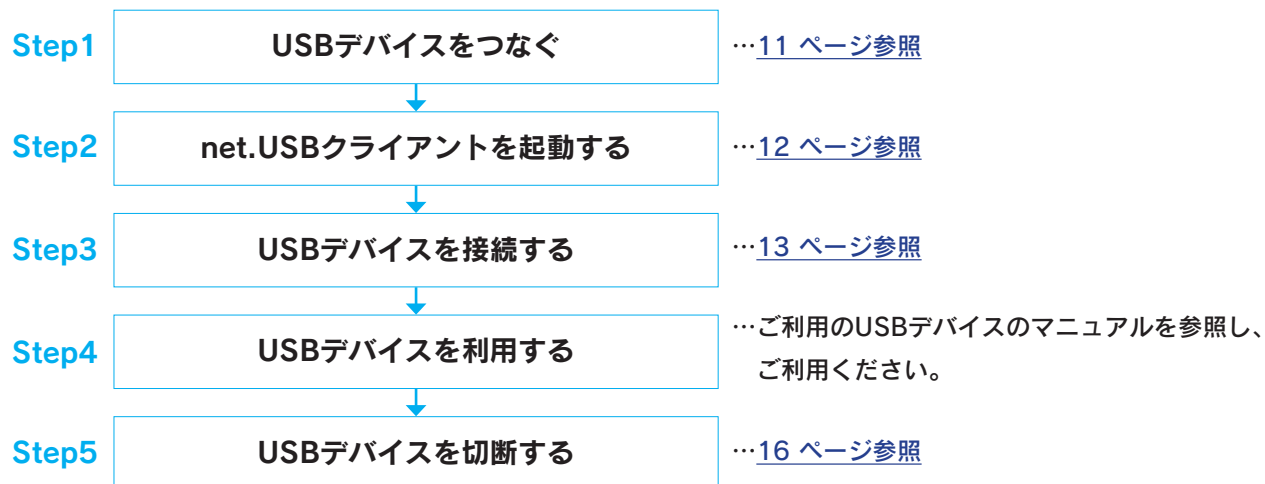 Step1 USBデバイスをつなぐ …11 ページ参照
Step2 net.USBクライアントを起動する …12 ページ参照
Step3 USBデバイスを接続する …13 ページ参照
Step4 USBデバイスを利用する …ご利用のUSBデバイスのマニュアルを参照し、
ご利用ください。
Step5 USBデバイスを切断する …16 ページ参照